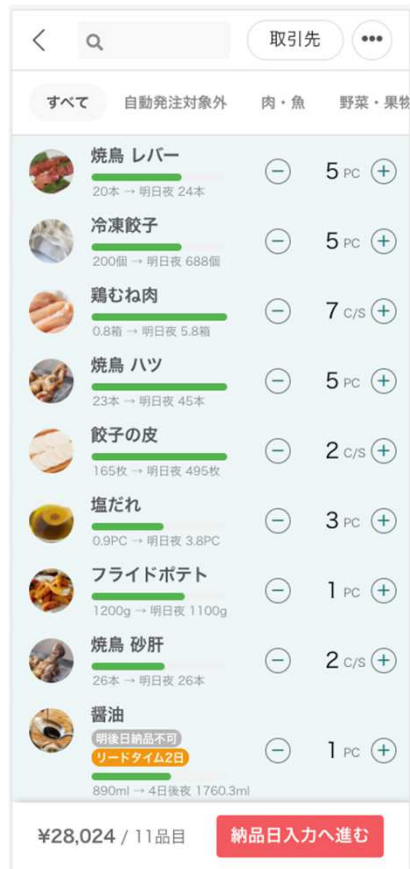 取引先
すべて 自動発注対象外 肉・魚 野菜・果物
焼鳥 レバー
5 PC
20本 → 明日夜 24本
冷凍餃子
5 PC
200個 → 明日夜 688個
鶏むね肉
7 C/S
0.8箱 → 明日夜 5.8箱
焼鳥 ハツ
5 PC
23本 → 明日夜 45本
餃子の皮
2 C/S
165枚 → 明日夜 495枚
塩だれ
3 PC
0.9PC → 明日夜 3.8PC
フライドポテト
1 PC
1200g → 明日夜 1100g
焼鳥 砂肝
2 C/S
26本 → 明日夜 26本
醤油
明後日納品不可
リードタイム2日
1 PC
890ml → 4日後夜 1760.3ml
¥28,024 / 11品目
納品日入力へ進む